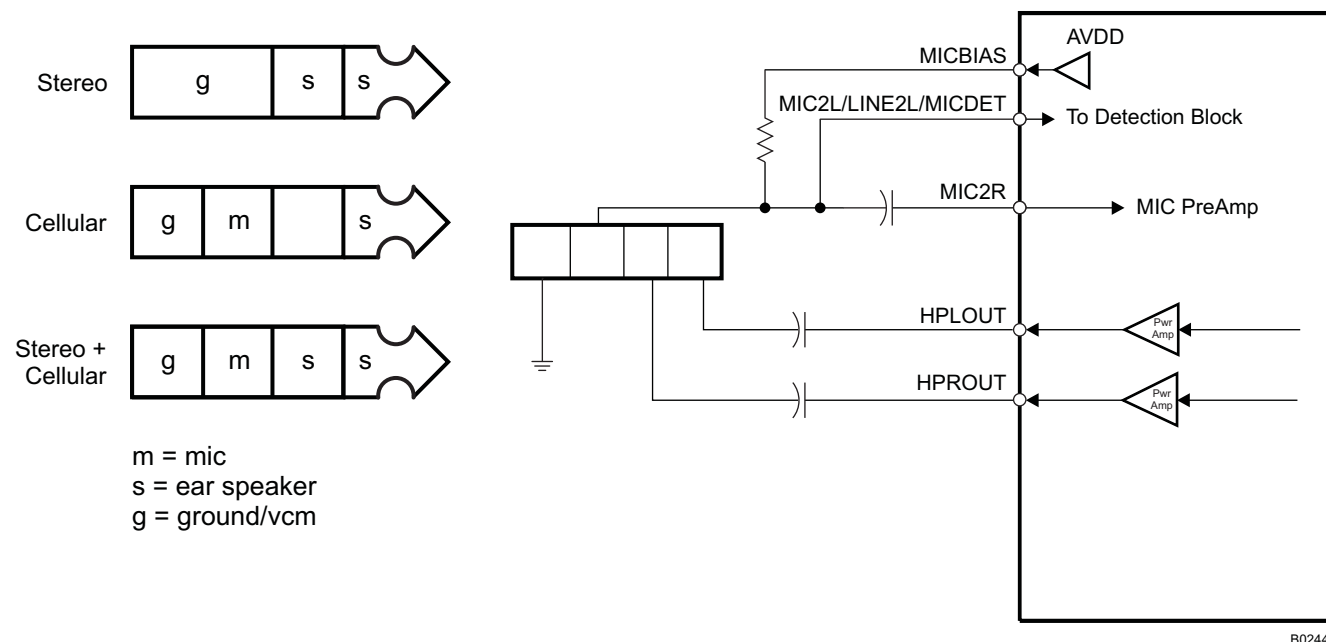 Stereo
g s s
Cellular
g m s
Stereo +
Cellular
g m s s
m = mic
s = ear speaker
g = ground/vcm
MICBIAS
AVDD
MIC2L/LINE2L/MICDET
To Detection Block
MIC2R
MIC PreAmp
HPLOUT
Pwr
Amp
HPROUT
Pwr
Amp
B0244